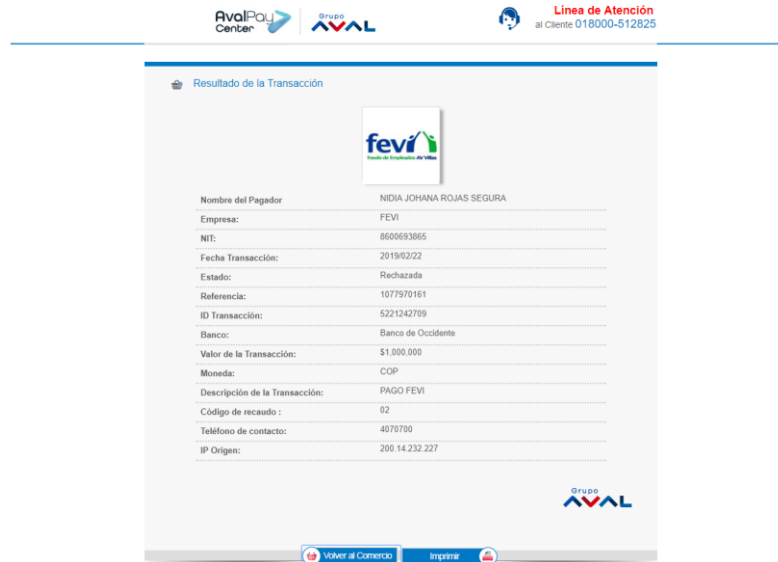 AvalPay Center
Grupo AVAL
Linea de Atención
al Cliente 018000-512825
Resultado de la Transacción
fevi
Fondo de Empleados AV Villas
Nombre del Pagador NIDIA JOHANA ROJAS SEGURA
Empresa: FEVI
NIT: 8600693865
Fecha Transacción: 2019/02/22
Estado: Rechazada
Referencia: 1077970161
ID Transacción: 5221242709
Banco: Banco de Occidente
Valor de la Transacción: $1,000,000
Moneda: COP
Descripción de la Transacción: PAGO FEVI
Código de recaudo : 02
Teléfono de contacto: 4070700
IP Origen: 200.14.232.227
Grupo AVAL
Volver al Comercio Imprimir